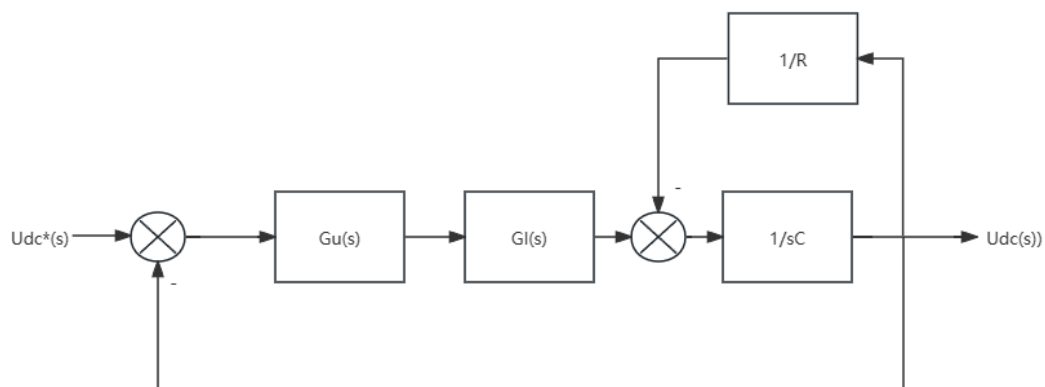 1/R
-
Udc*(s)
Gu(s)
GI(s)
1/sC
Udc(s))
-